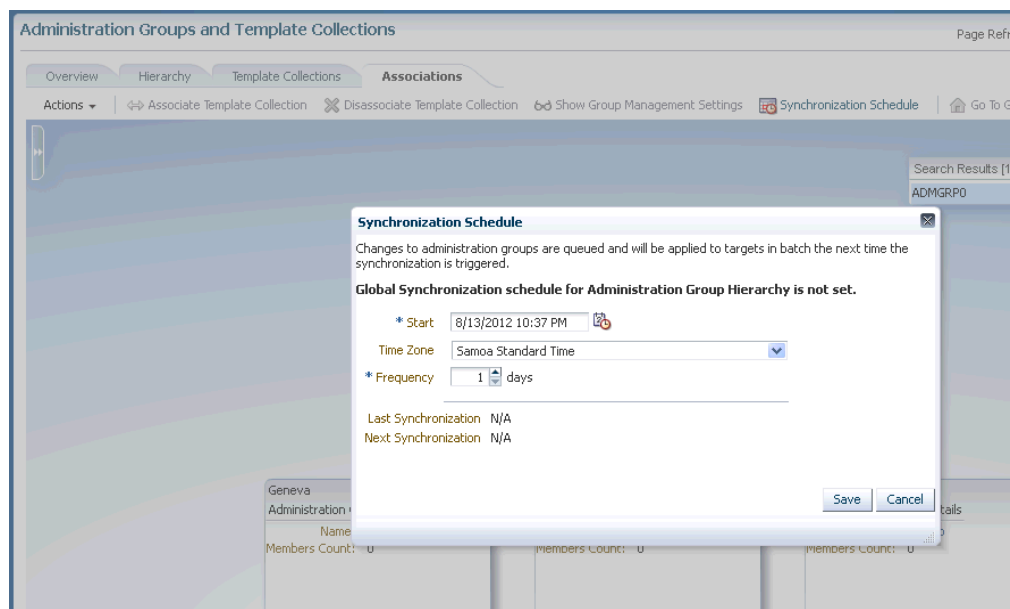 Administration Groups and Template Collections
Page Refr
Overview Hierarchy Template Collections Associations
Actions Associate Template Collection Disassociate Template Collection Show Group Management Settings Synchronization Schedule Go To G
Search Results [1
ADMGRP0
Synchronization Schedule
Changes to administration groups are queued and will be applied to targets in batch the next time the
synchronization is triggered.
Global Synchronization schedule for Administration Group Hierarchy is not set.
* Start 8/13/2012 10:37 PM
Time Zone Samoa Standard Time
* Frequency 1 days
Last Synchronization N/A
Next Synchronization N/A
Save Cancel
Geneva
Administration
tails
Name
Members Count: 0 Members Count: 0 Members Count: 0